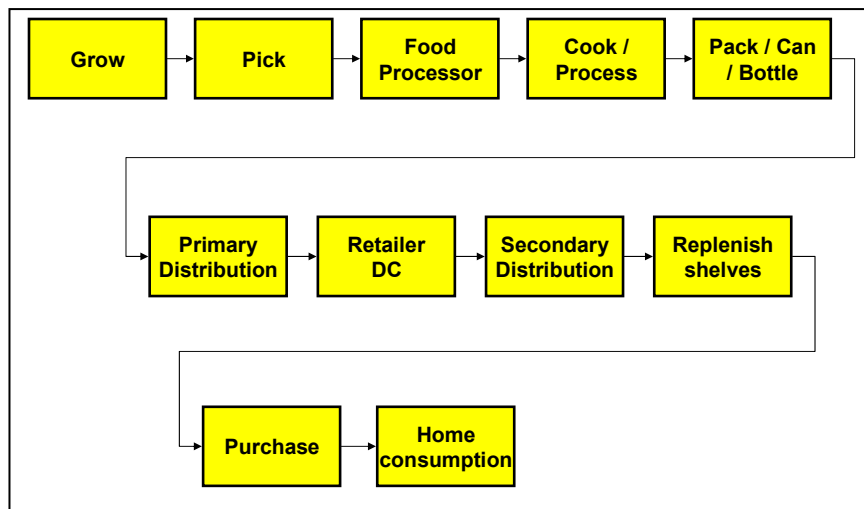 Grow
Pick
Food
Processor
Cook /
Process
Pack / Can
/ Bottle
Primary
Distribution
Retailer
DC
Secondary
Distribution
Replenish
shelves
Purchase
Home
consumption